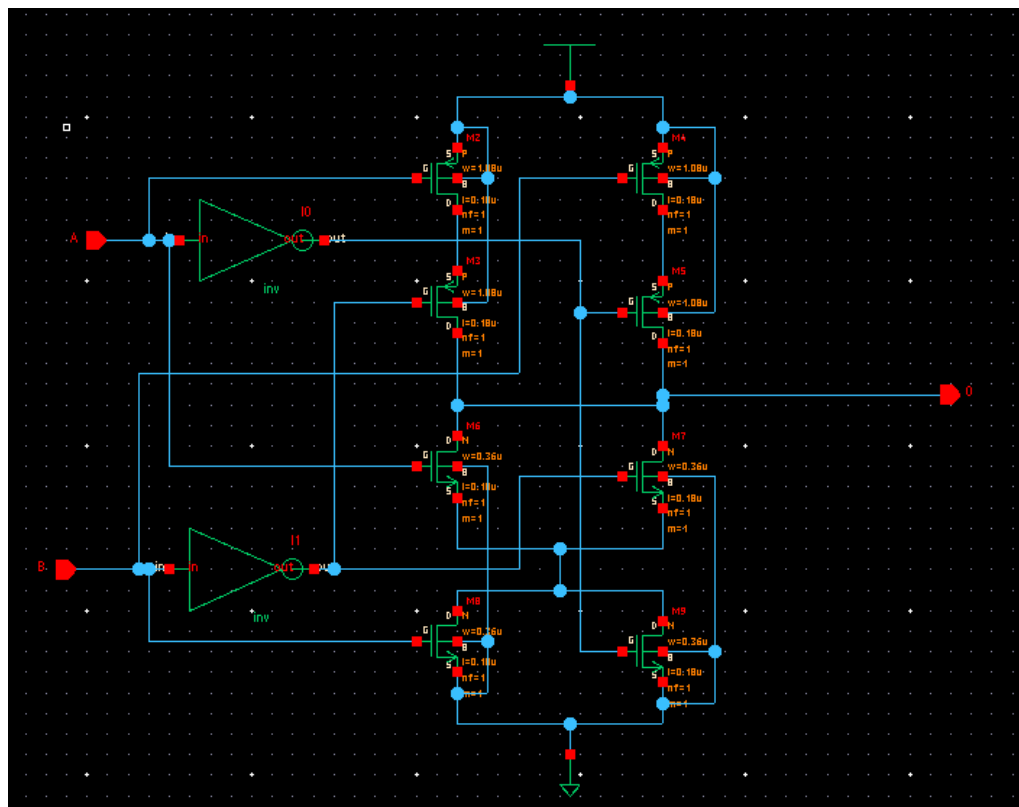 M2
S P
w=1.08u
G
B
l=0.18u
D
nf=1
m=1
M4
S P
w=1.08u
G
B
l=0.18u
D
nf=1
m=1
A
in
I0
out
out
inv
M3
S P
w=1.08u
G
B
l=0.18u
D
nf=1
m=1
M5
S P
w=1.08u
G
B
l=0.18u
D
nf=1
m=1
O
M6
D N
w=0.36u
G
B
l=0.18u
S
nf=1
m=1
M7
D N
w=0.36u
G
B
l=0.18u
S
nf=1
m=1
B
in
in
I1
out
out
inv
M8
D N
w=0.36u
G
B
l=0.18u
S
nf=1
m=1
M9
D N
w=0.36u
G
B
l=0.18u
S
nf=1
m=1